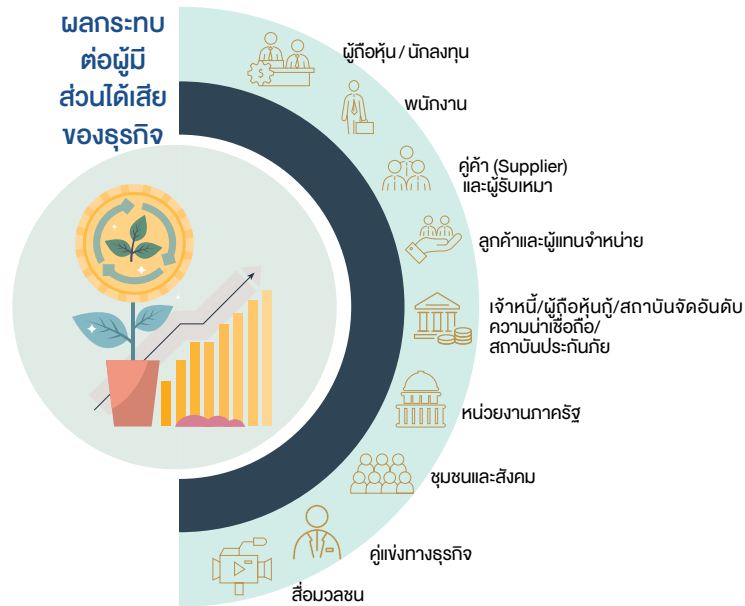 ผลกระทบ
ต่อผู้มี
ส่วนได้เสีย
ของธุรกิจ
ผู้ถือหุ้น / นักลงทุน
พนักงาน
คู่ค้า (Supplier)
และผู้รับเหมา
ลูกค้าและผู้แทนจำหน่าย
เจ้าหนี้/ผู้ถือหุ้นกู้/สถาบันจัดอันดับ
ความน่าเชื่อถือ/
สถาบันประกันภัย
หน่วยงานภาครัฐ
ชุมชนและสังคม
คู่แข่งทางธุรกิจ
สื่อมวลชน